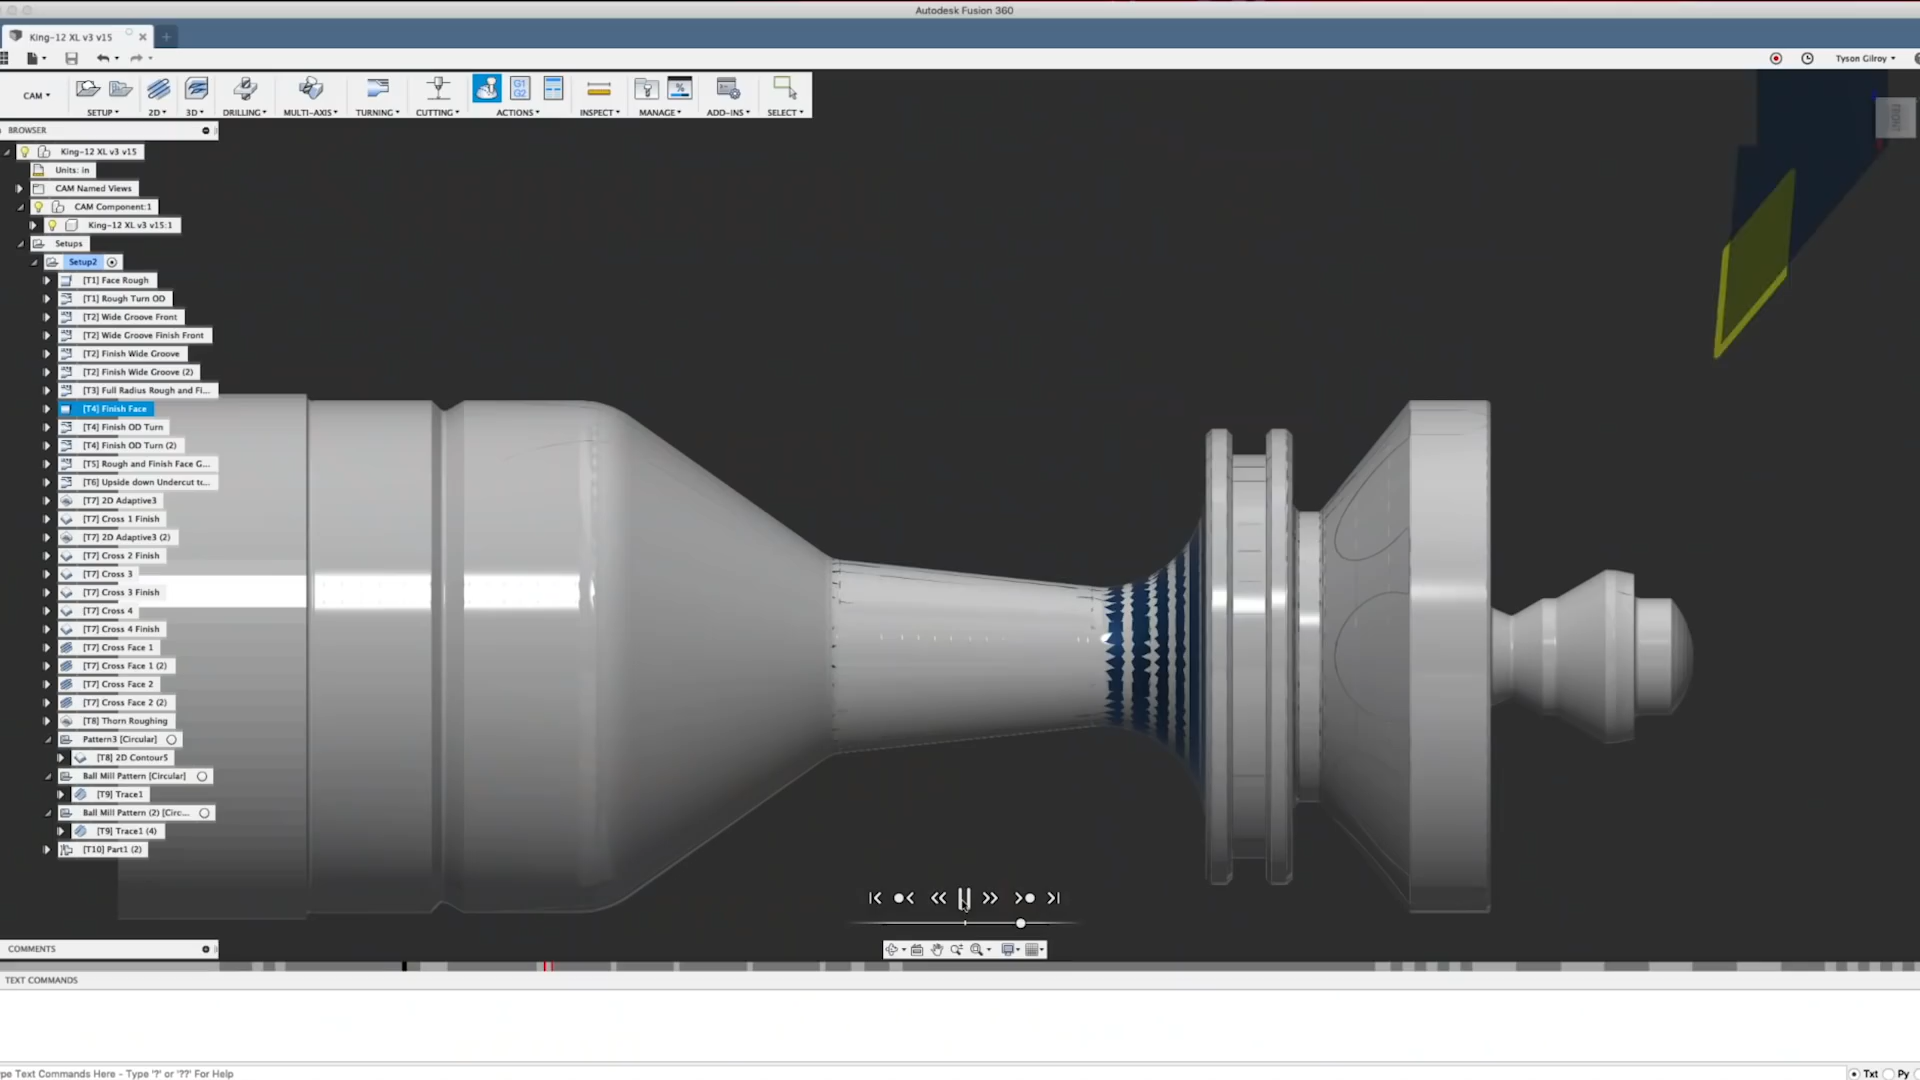 Autodesk Fusion 360
King-12 XL v3 v15
Tyson Gilroy
CAM
SETUP
2D
3D
DRILLING
MULTI-AXIS
TURNING
CUTTING
G1
G2
ACTIONS
INSPECT
MANAGE
ADD-INS
SELECT
FRONT
BROWSER
King-12 XL v3 v15
Units: in
CAM Named Views
CAM Component:1
King-12 XL v3 v15:1
Setups
Setup2
[T1] Face Rough
[T1] Rough Turn OD
[T2] Wide Groove Front
[T2] Wide Groove Finish Front
[T2] Finish Wide Groove
[T2] Finish Wide Groove (2)
[T3] Full Radius Rough and Fi...
[T4] Finish Face
[T4] Finish OD Turn
[T4] Finish OD Turn (2)
[T5] Rough and Finish Face G...
[T6] Upside down Undercut tc...
[T7] 2D Adaptive3
[T7] Cross 1 Finish
[T7] 2D Adaptive3 (2)
[T7] Cross 2 Finish
[T7] Cross 3
[T7] Cross 3 Finish
[T7] Cross 4
[T7] Cross 4 Finish
[T7] Cross Face 1
[T7] Cross Face 1 (2)
[T7] Cross Face 2
[T7] Cross Face 2 (2)
[T8] Thorn Roughing
Pattern3 [Circular]
[T8] 2D Contour5
Ball Mill Pattern [Circular]
[T9] Trace1
Ball Mill Pattern (2) [Circ...
[T9] Trace1 (4)
[T10] Part1 (2)
COMMENTS
TEXT COMMANDS
pe Text Commands Here - Type '?' or '??' For Help
Txt
Py